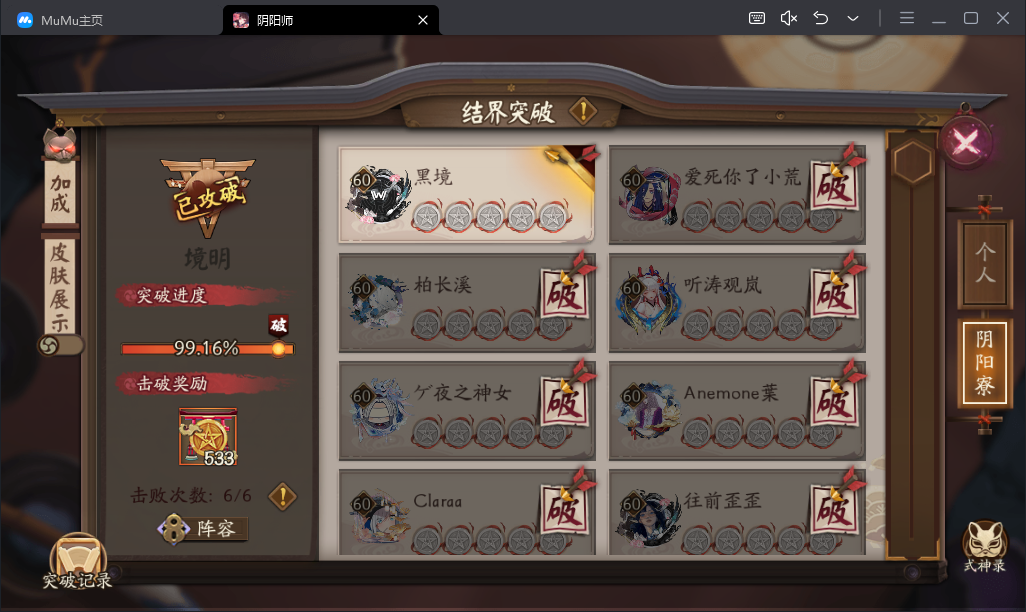 MuMu主页
阴阳师
结界突破
加成
皮肤展示
已攻破
境明
突破进度
破
99.16%
击破奖励
533
击败次数: 6/6
阵容
突破记录
60
黑境
60
爱死你了小荒
破
60
柏长溪
破
60
听涛观岚
破
60
ゲ夜之神女
破
60
Anemone葉
破
60
Claraa
破
60
往前歪歪
破
个人
阴阳寮
式神录